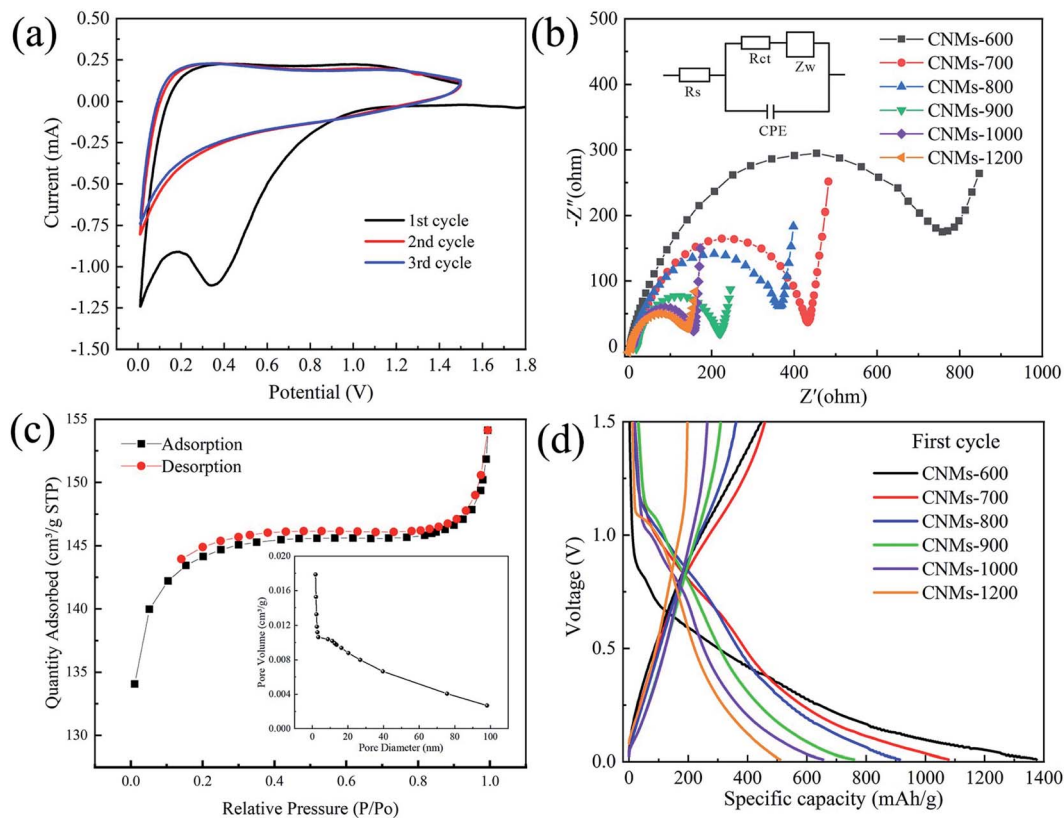 (a)
0.50
0.25
0.00
-0.25
-0.50
-0.75
-1.00
-1.25
-1.50
Current (mA)
1st cycle
2nd cycle
3rd cycle
0.0 0.2 0.4 0.6 0.8 1.0 1.2 1.4 1.6 1.8
Potential (V)
(b)
500
400
300
200
100
0
-Z″(ohm)
Rs
Rct
Zw
CPE
CNMs-600
CNMs-700
CNMs-800
CNMs-900
CNMs-1000
CNMs-1200
0 200 400 600 800 1000
Z′(ohm)
(c)
155
150
145
140
135
130
Quantity Adsorbed (cm³/g STP)
Adsorption
Desorption
0.020
0.016
0.012
0.008
0.004
0.000
Pore Volume (cm³/g)
0 20 40 60 80 100
Pore Diameter (nm)
0.0 0.2 0.4 0.6 0.8 1.0
Relative Pressure (P/Po)
(d)
1.5
1.0
0.5
0.0
Voltage (V)
First cycle
CNMs-600
CNMs-700
CNMs-800
CNMs-900
CNMs-1000
CNMs-1200
0 200 400 600 800 1000 1200 1400
Specific capacity (mAh/g)